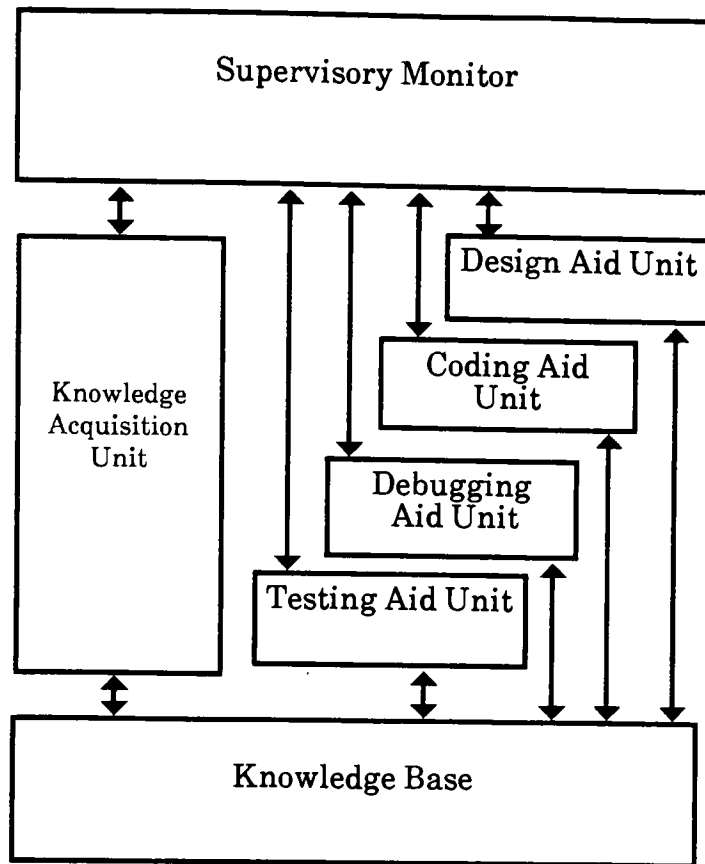 Supervisory Monitor
Design Aid Unit
Coding Aid
Unit
Knowledge
Acquisition
Unit
Debugging
Aid Unit
Testing Aid Unit
Knowledge Base